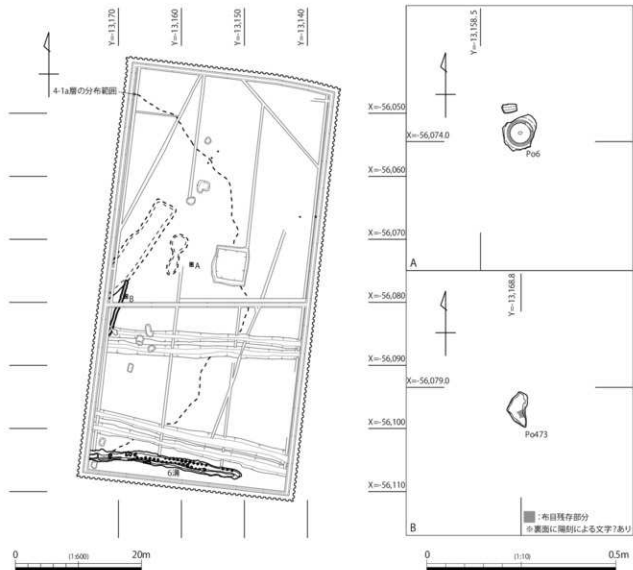 Y=-13,170
Y=-13,160
Y=-13,150
Y=-13,140
4-1a層の分布範囲
X=-56,050
X=-56,060
X=-56,070
X=-56,080
X=-56,090
X=-56,100
X=-56,110
A
B
6溝
0 (1:600) 20m
Y=-13,158.5
X=-56,074.0
Po6
A
Y=-13,168.8
X=-56,079.0
Po473
B
:布目残存部分
※裏面に陽刻による文字?あり
0 (1:10) 0.5m